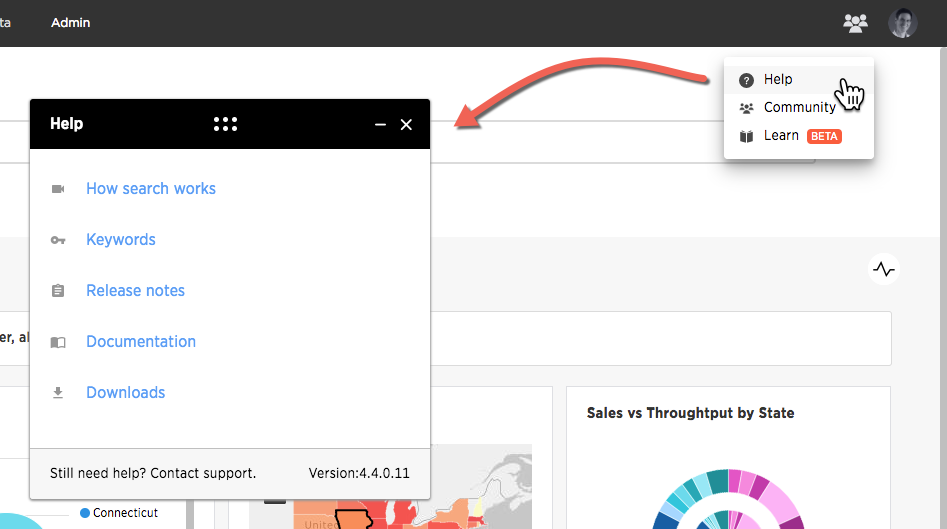 ta Admin
Help
Community
Learn BETA
Help
How search works
Keywords
Release notes
Documentation
Downloads
Still need help? Contact support. Version:4.4.0.11
er, al
Sales vs Throughtput by State
United
Connecticut